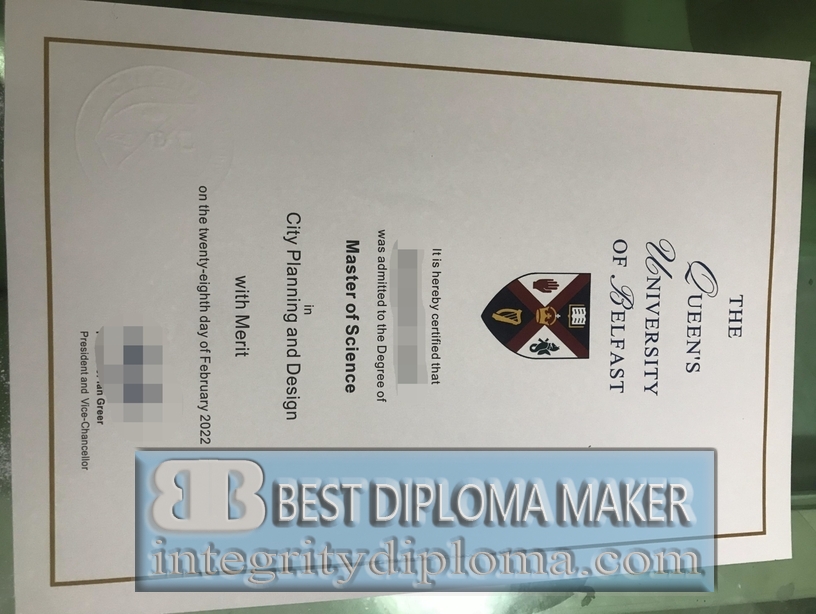 THE
QUEEN'S
UNIVERSITY
OF BELFAST
It is hereby certified that
was admitted to the Degree of
Master of Science
in
City Planning and Design
with Merit
on the twenty-eighth day of February 2022
Greer
President and Vice-Chancellor
BB BEST DIPLOMA MAKER
integritydiploma.com